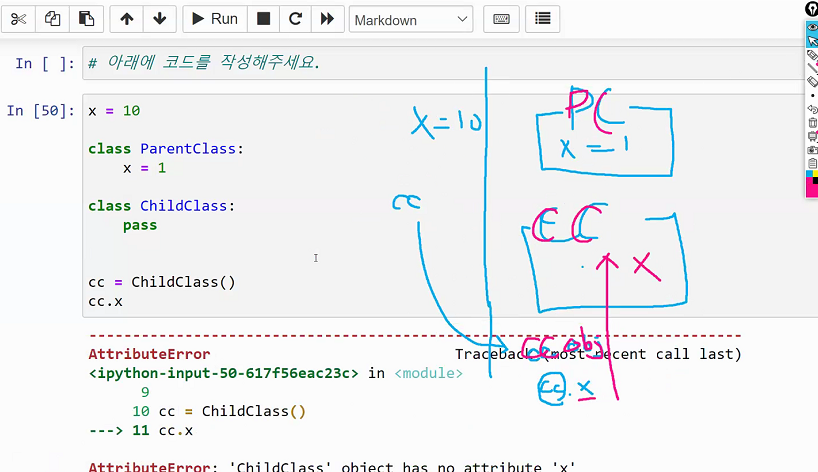 Run
Markdown
In [ ]: # 아래에 코드를 작성해주세요.
In [50]: x = 10
class ParentClass:
x = 1
class ChildClass:
pass
cc = ChildClass()
cc.x
X=10
PC
x = 1
cc
CC
X
CC obj
cc.x
AttributeError Traceback (most recent call last)
<ipython-input-50-617f56eac23c> in <module>
9
10 cc = ChildClass()
---> 11 cc.x
AttributeError: 'ChildClass' object has no attribute 'x'